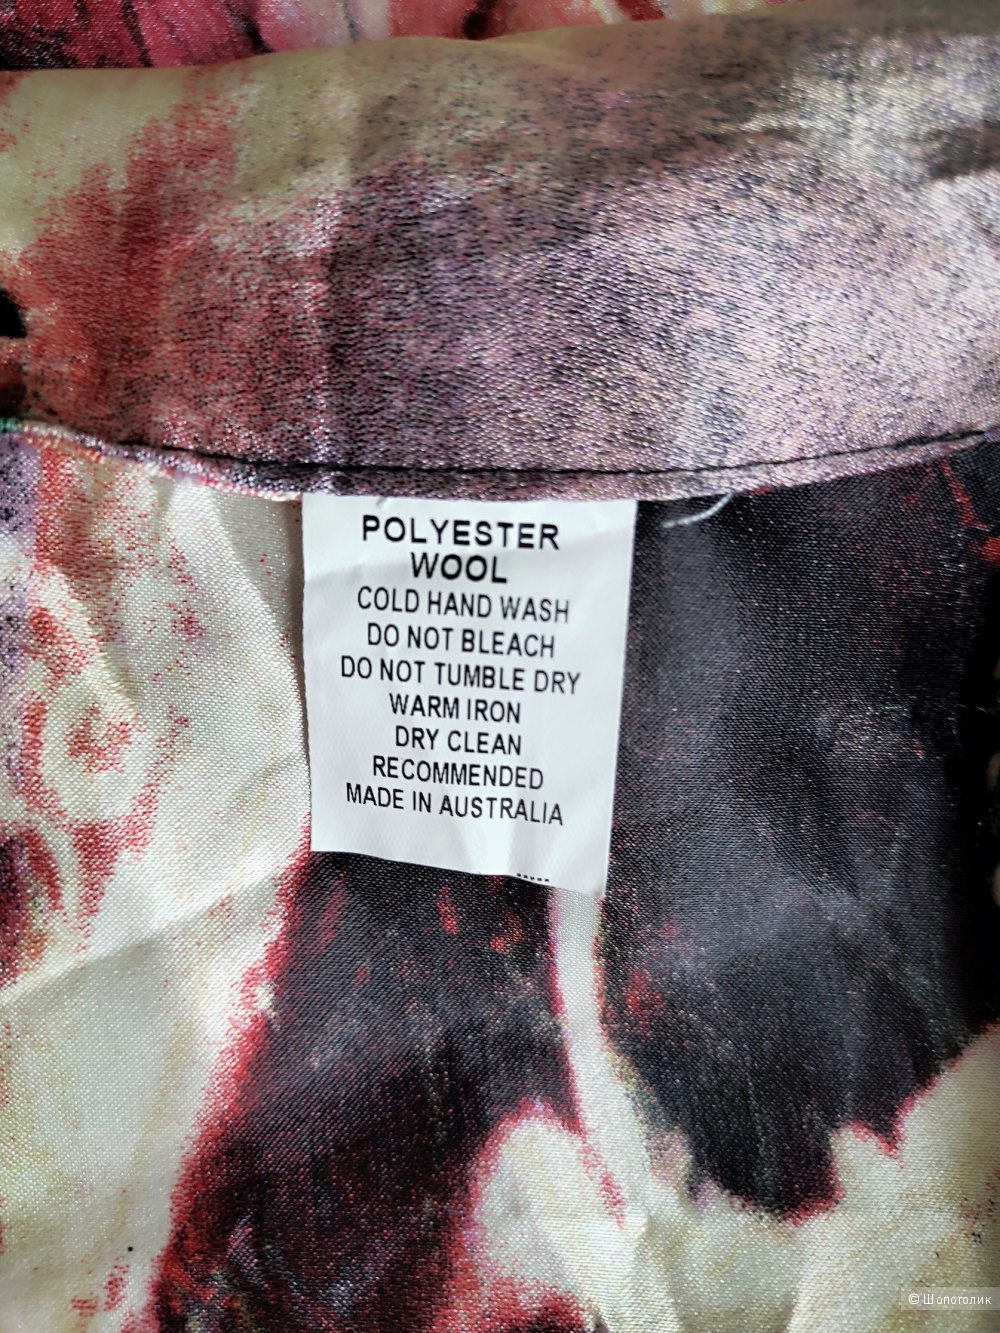 POLYESTER
WOOL
COLD HAND WASH
DO NOT BLEACH
DO NOT TUMBLE DRY
WARM IRON
DRY CLEAN
RECOMMENDED
MADE IN AUSTRALIA
.....
© Шопоголик